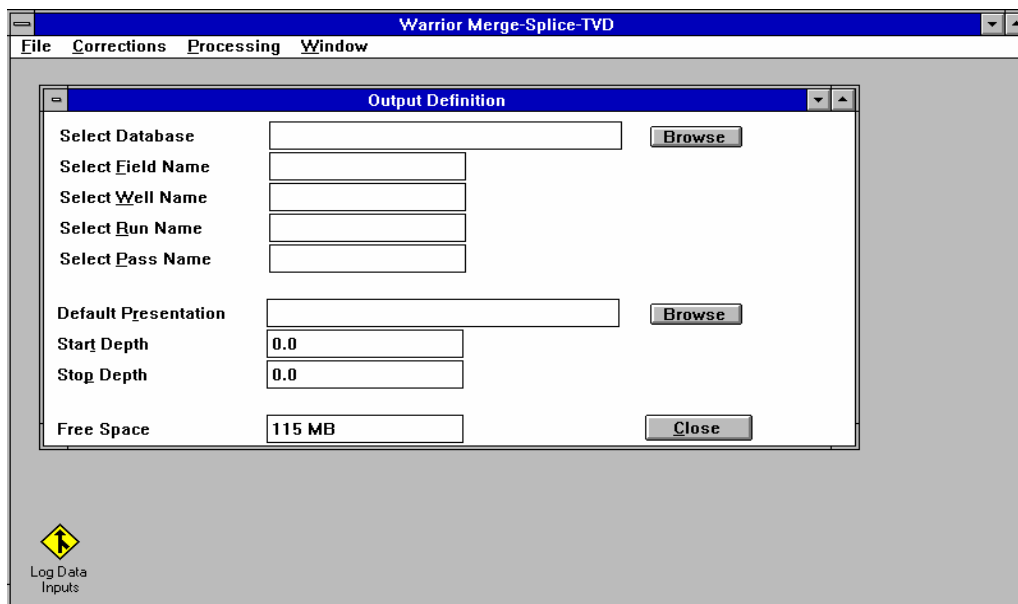 Warrior Merge-Splice-TVD
File Corrections Processing Window
Output Definition
Select Database Browse
Select Field Name
Select Well Name
Select Run Name
Select Pass Name
Default Presentation Browse
Start Depth 0.0
Stop Depth 0.0
Free Space 115 MB Close
Log Data
Inputs